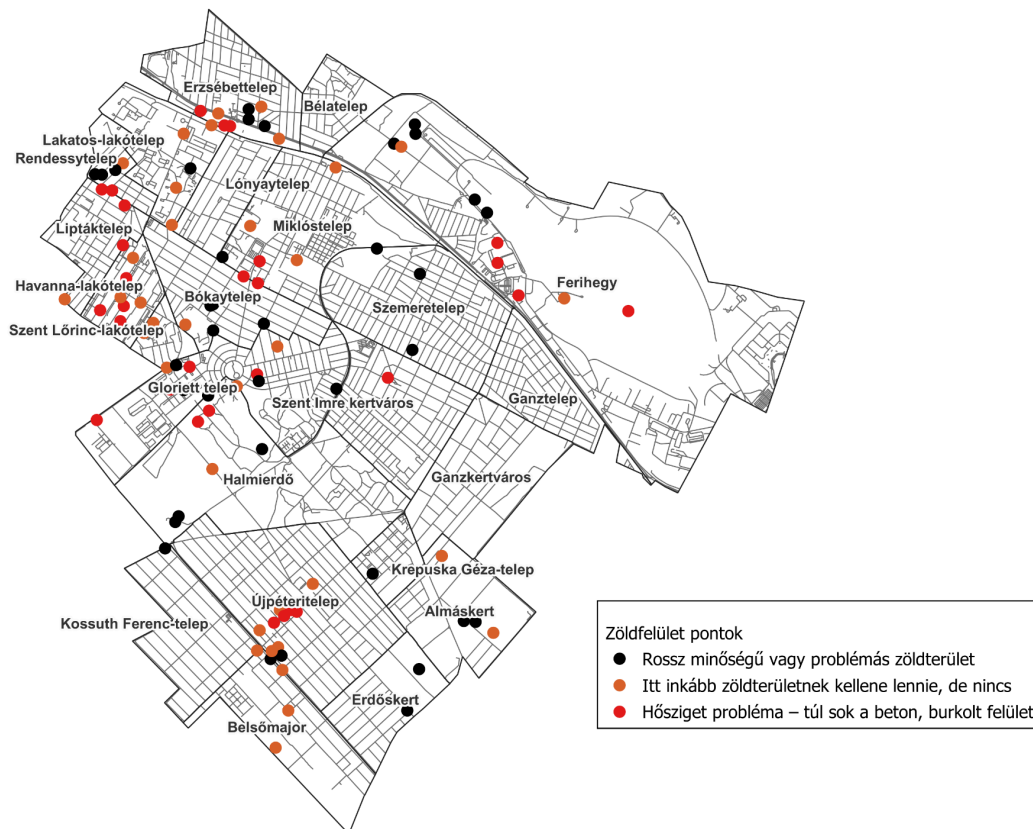 Erzsébettelep
Bélatelep
Lakatos-lakótelep
Rendessytelep
Lónyaytelep
Liptáktelep
Miklóstelep
Havanna-lakótelep
Bókaytelep
Szemeretelep
Ferihegy
Szent Lőrinc-lakótelep
Gloriett telep
Szent Imre kertváros
Ganztelep
Halmierdő
Ganzkertváros
Krepuska Géza-telep
Újpéteritelep
Almáskert
Kossuth Ferenc-telep
Erdőskert
Belsőmajor
Zöldfelület pontok
Rossz minőségű vagy problémás zöldterület
Itt inkább zöldterületnek kellene lennie, de nincs
Hősziget probléma – túl sok a beton, burkolt felület